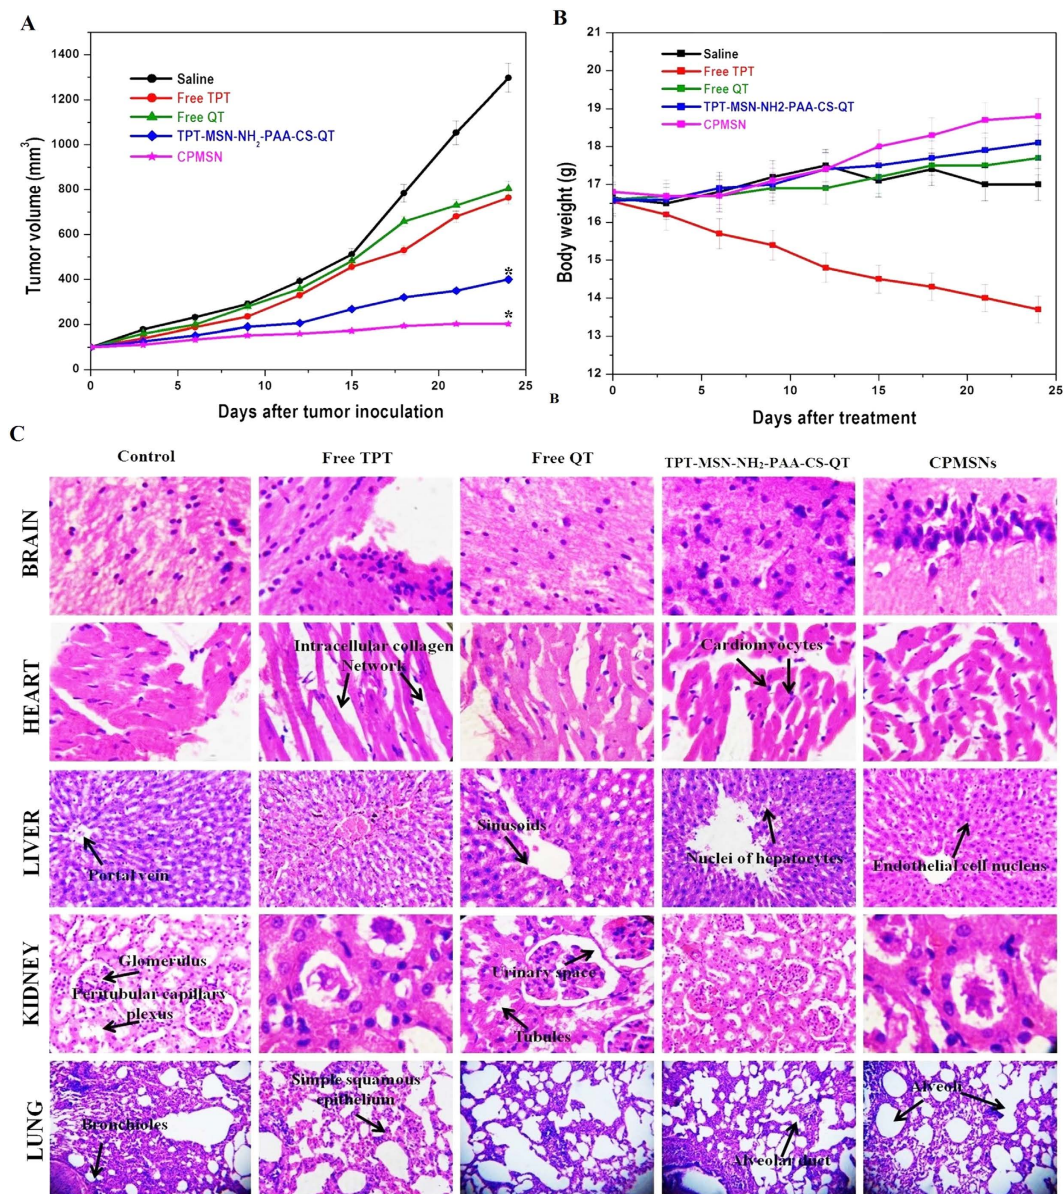 A
B
1400
1200
1000
800
600
400
200
0
Tumor volume (mm³)
Saline
Free TPT
Free QT
TPT-MSN-NH₂-PAA-CS-QT
CPMSN
*
*
0
5
10
15
20
25
Days after tumor inoculation
21
20
19
18
17
16
15
14
13
12
Body weight (g)
Saline
Free TPT
Free QT
TPT-MSN-NH2-PAA-CS-QT
CPMSN
0
5
10
15
20
25
B
Days after treatment
C
Control
Free TPT
Free QT
TPT-MSN-NH₂-PAA-CS-QT
CPMSNs
BRAIN
HEART
Intracellular collagen
Network
Cardiomyocytes
LIVER
Portal vein
Sinusoids
Nuclei of hepatocytes
Endothelial cell nucleus
KIDNEY
Glomerulus
Peritubular capillary
plexus
Urinary space
Tubules
LUNG
Bronchioles
Simple squamous
epithelium
Alveolar duct
Alveoli